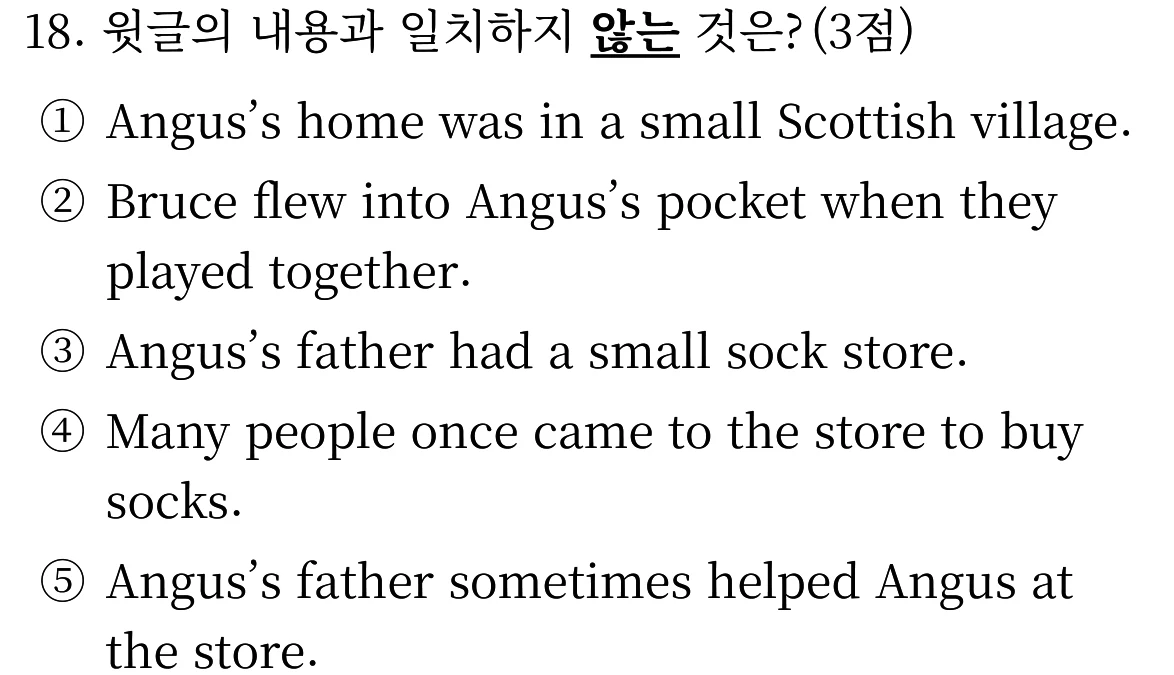 18. 윗글의 내용과 일치하지 않는 것은?(3점)
① Angus’s home was in a small Scottish village.
② Bruce flew into Angus’s pocket when they
played together.
③ Angus’s father had a small sock store.
④ Many people once came to the store to buy
socks.
⑤ Angus’s father sometimes helped Angus at
the store.